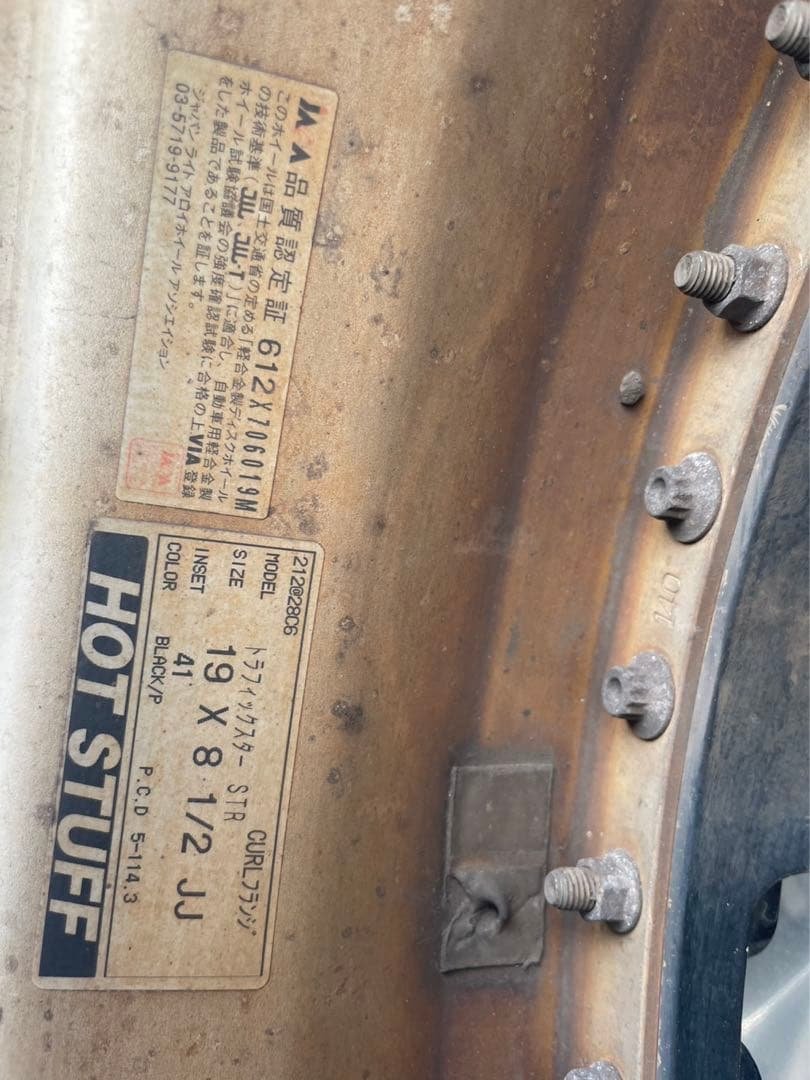 JAWA品質認定証 612X706019M
このホイールは国土交通省の定める「軽合金製ディスクホイール
の技術基準(JWL、JWL-T)」に適合し、自動車用軽合金製
ホイール試験協議会の強度確認試験に合格の上VIA登録
をした製品であることを証します。
ジャパン ライト アロイホイール アソシエイション
03-5719-9177
JAWA
212@28C6
MODEL トラフィックスター STR CURLフランジ
SIZE 19 X 8 1/2 JJ
INSET 41
COLOR BLACK/P P.C.D 5-114.3
HOT STUFF
140